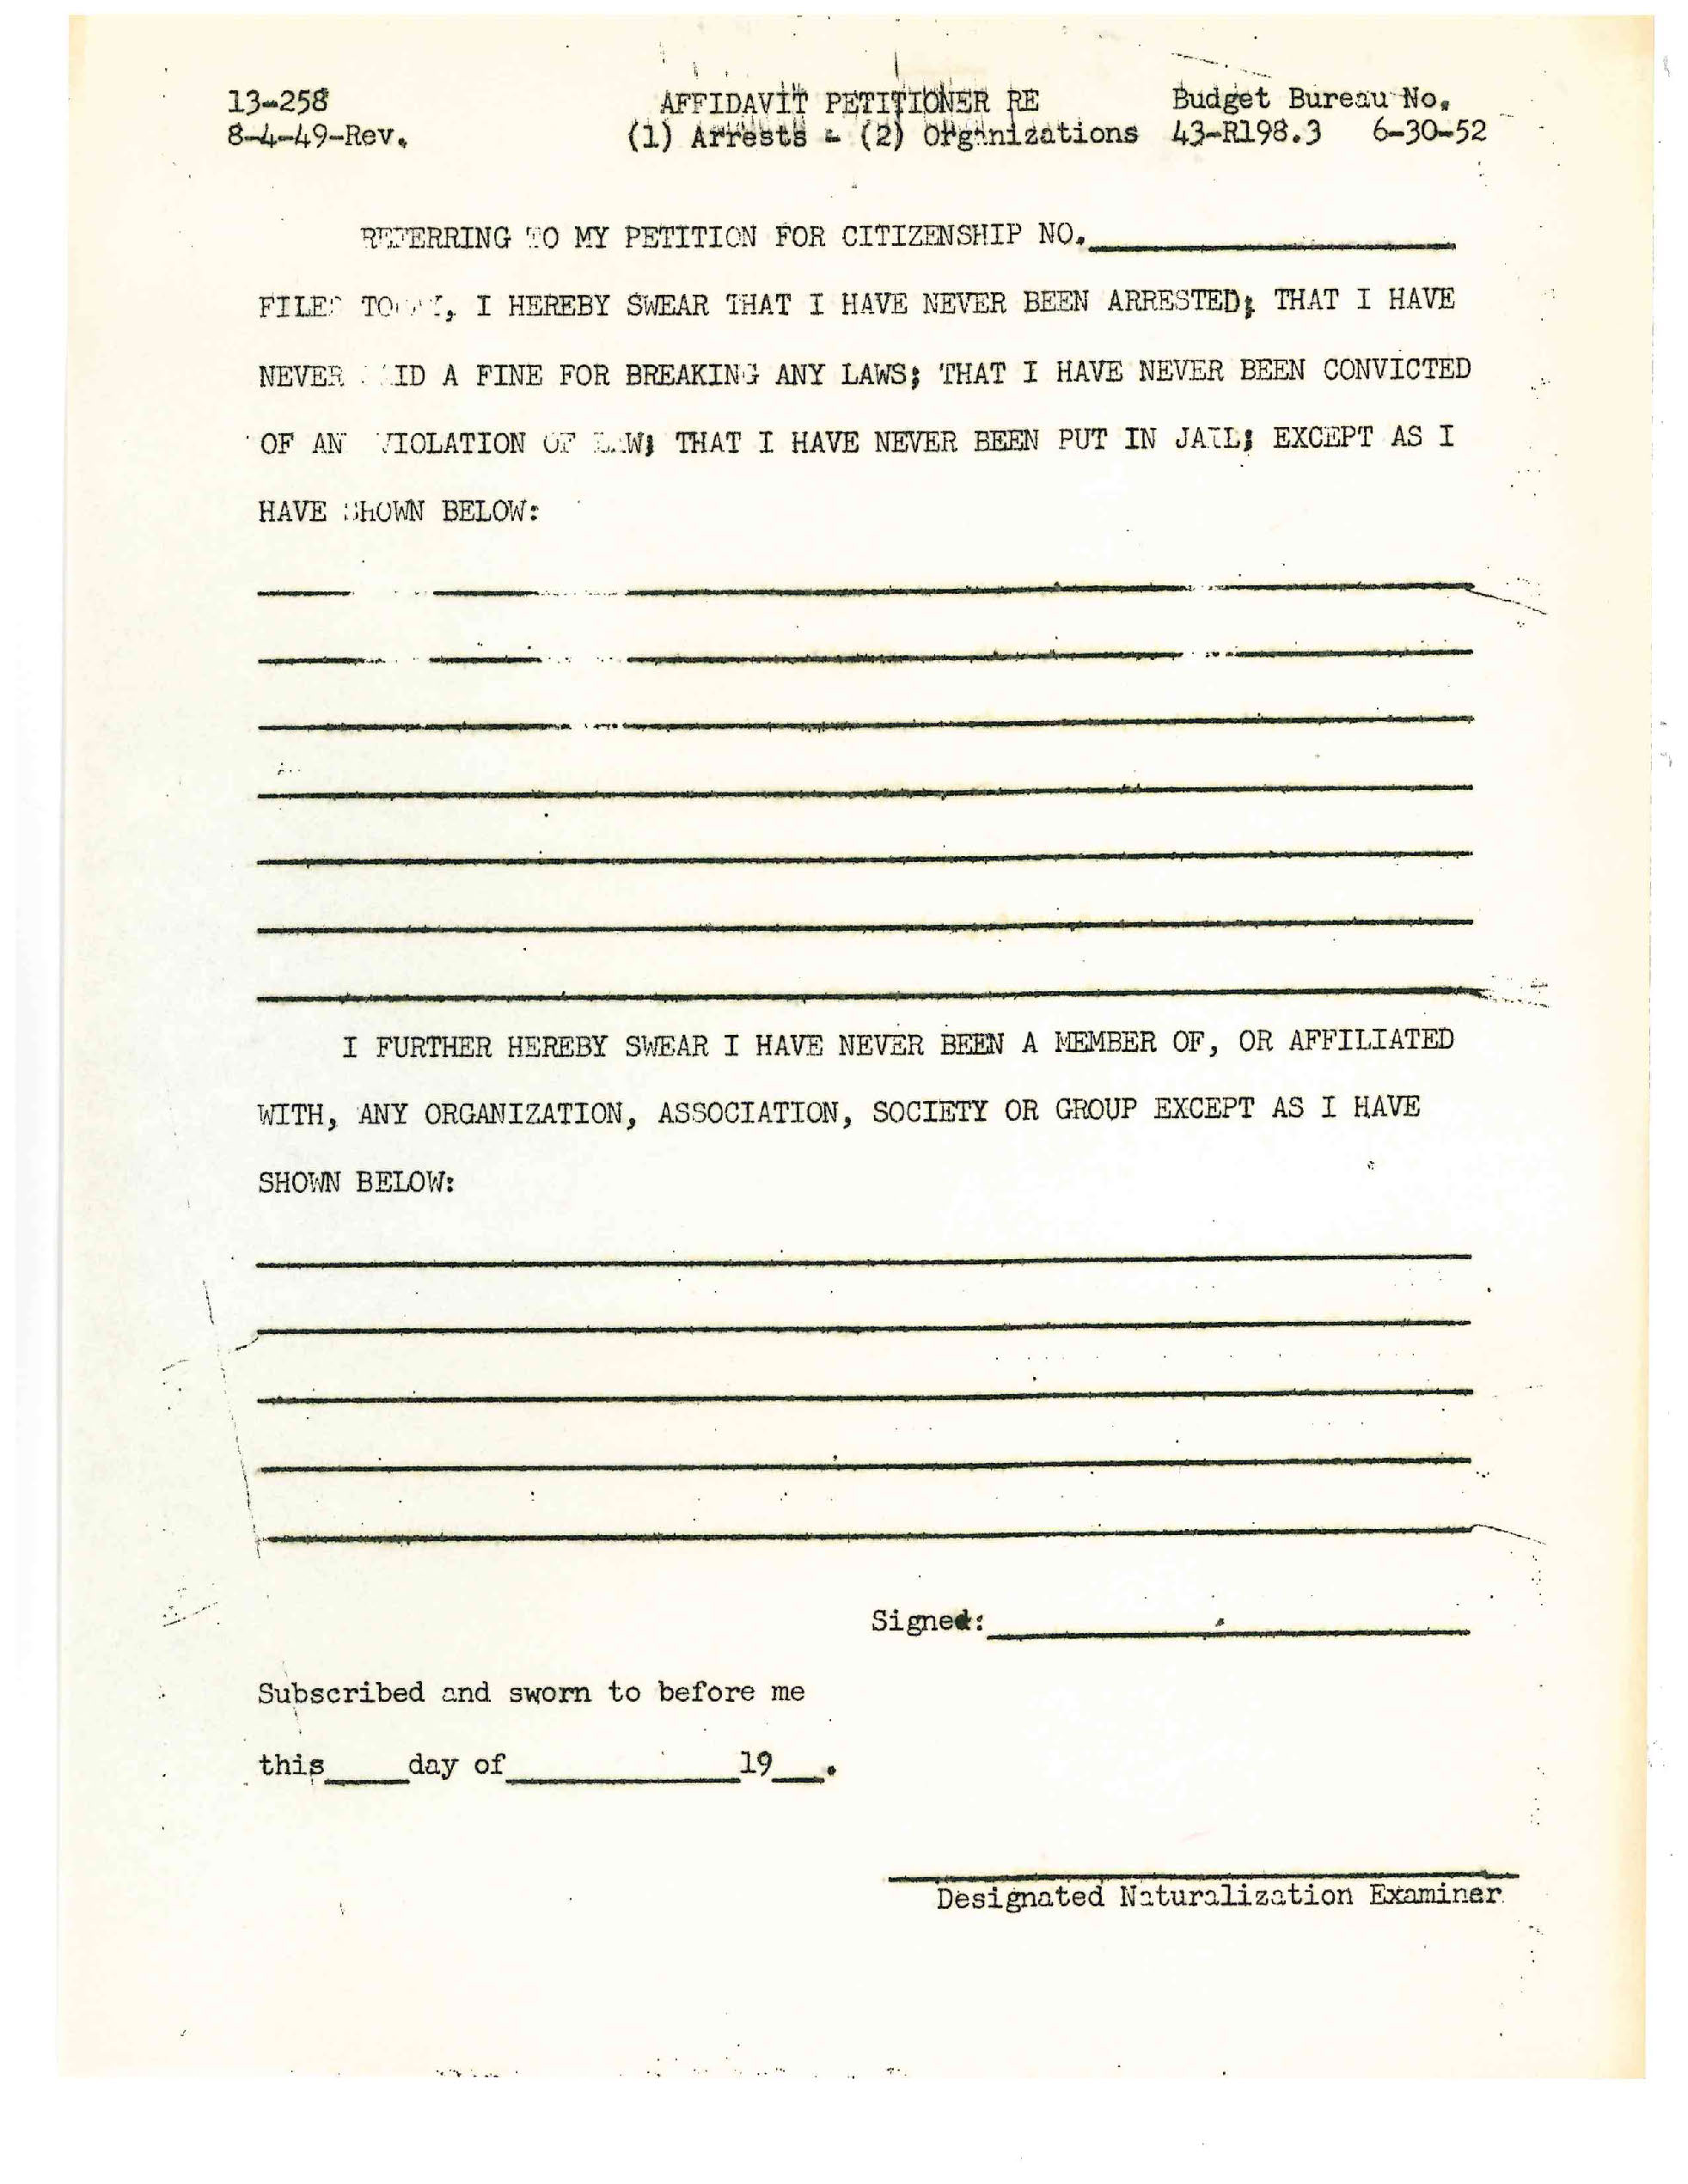 13-258 AFFIDAVIT PETITIONER RE Budget Bureau No.
8-4-49-Rev. (1) Arrests & (2) Organizations 43-R198.3 6-30-52
REFERRING TO MY PETITION FOR CITIZENSHIP NO.
FILED TODAY, I HEREBY SWEAR THAT I HAVE NEVER BEEN ARRESTED; THAT I HAVE
NEVER PAID A FINE FOR BREAKING ANY LAWS; THAT I HAVE NEVER BEEN CONVICTED
OF ANY VIOLATION OF LAW; THAT I HAVE NEVER BEEN PUT IN JAIL; EXCEPT AS I
HAVE SHOWN BELOW:
I FURTHER HEREBY SWEAR I HAVE NEVER BEEN A MEMBER OF, OR AFFILIATED
WITH, ANY ORGANIZATION, ASSOCIATION, SOCIETY OR GROUP EXCEPT AS I HAVE
SHOWN BELOW:
Signed:
Subscribed and sworn to before me
this____day of__________19__.
Designated Naturalization Examiner